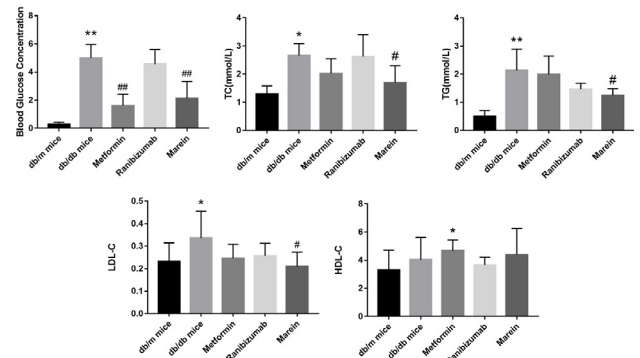 Blood Glucose Concentration
8
6
4
2
0
**
##
##
db/m mice
db/db mice
Metformin
Ranibizumab
Marein
TC(mmol/L)
4
3
2
1
0
*
#
db/m mice
db/db mice
Metformin
Ranibizumab
Marein
TG(mmol/L)
4
3
2
1
0
**
#
db/m mice
db/db mice
Metformin
Ranibizumab
Marein
LDL-C
0.5
0.4
0.3
0.2
0.1
0.0
*
#
db/m mice
db/db mice
Metformin
Ranibizumab
Marein
HDL-C
8
6
4
2
0
*
db/m mice
db/db mice
Metformin
Ranibizumab
Marein